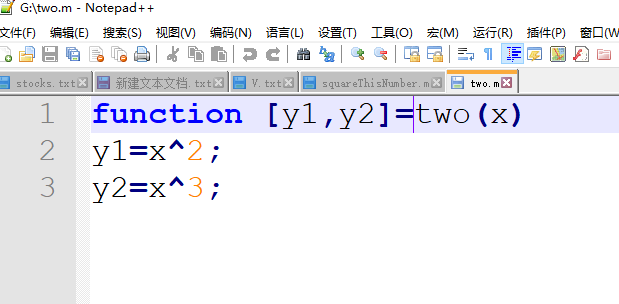 G:\two.m - Notepad++
文件(F) 编辑(E) 搜索(S) 视图(V) 编码(N) 语言(L) 设置(T) 工具(O) 宏(M) 运行(R) 插件(P) 窗口(W
stocks.txt 新建文本文档.txt V.txt squareThisNumber.m two.m
1 function [y1,y2]=two(x)
2 y1=x^2;
3 y2=x^3;